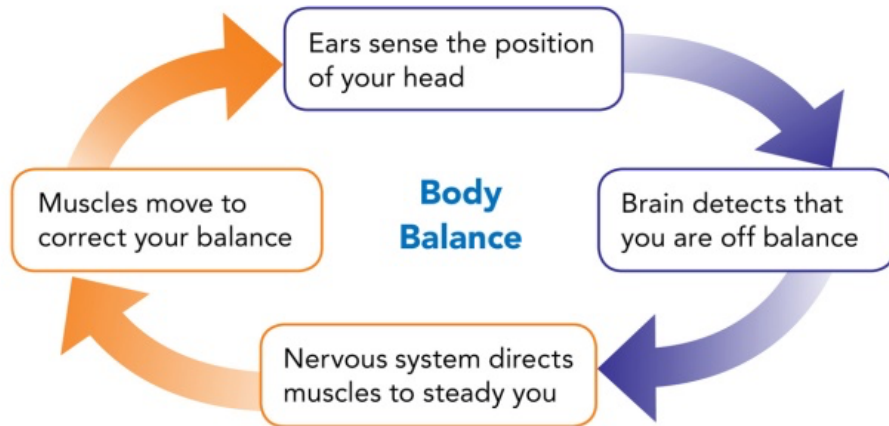 Ears sense the position
of your head
Brain detects that
you are off balance
Nervous system directs
muscles to steady you
Muscles move to
correct your balance
Body
Balance